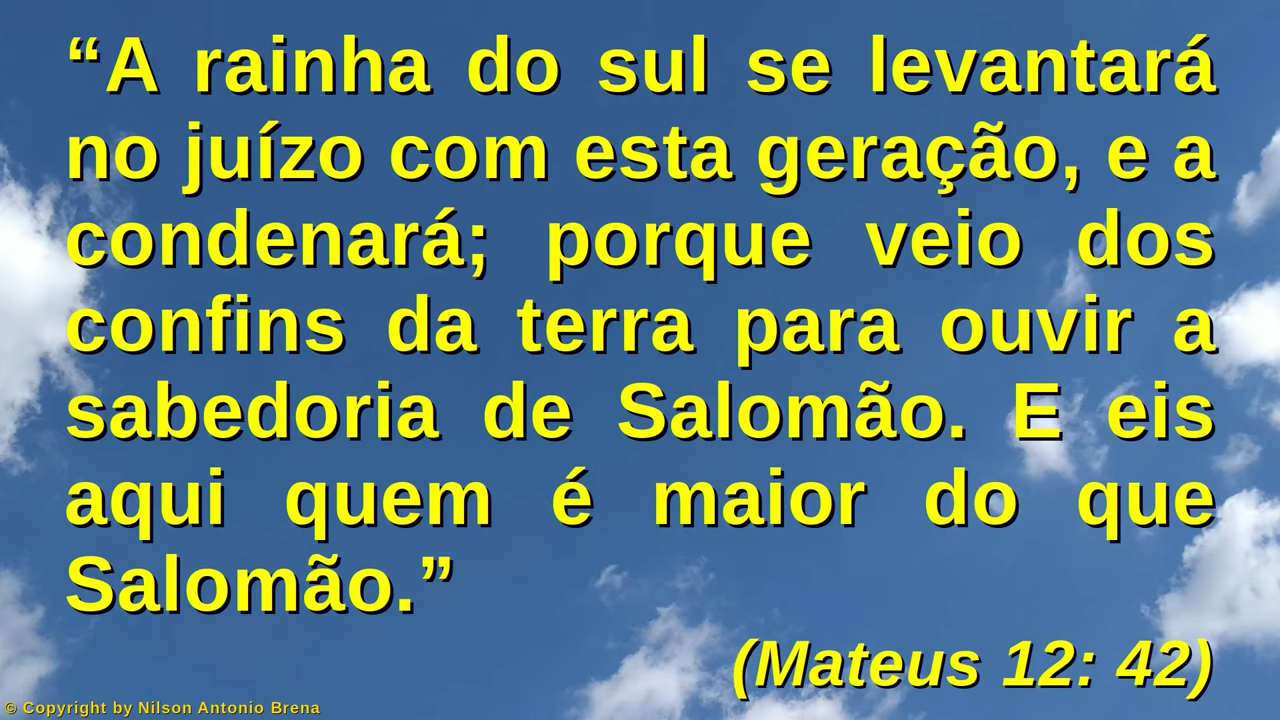 “A rainha do sul se levantará
no juízo com esta geração, e a
condenará; porque veio dos
confins da terra para ouvir a
sabedoria de Salomão. E eis
aqui quem é maior do que
Salomão.”
(Mateus 12: 42)
© Copyright by Nilson Antonio Brena